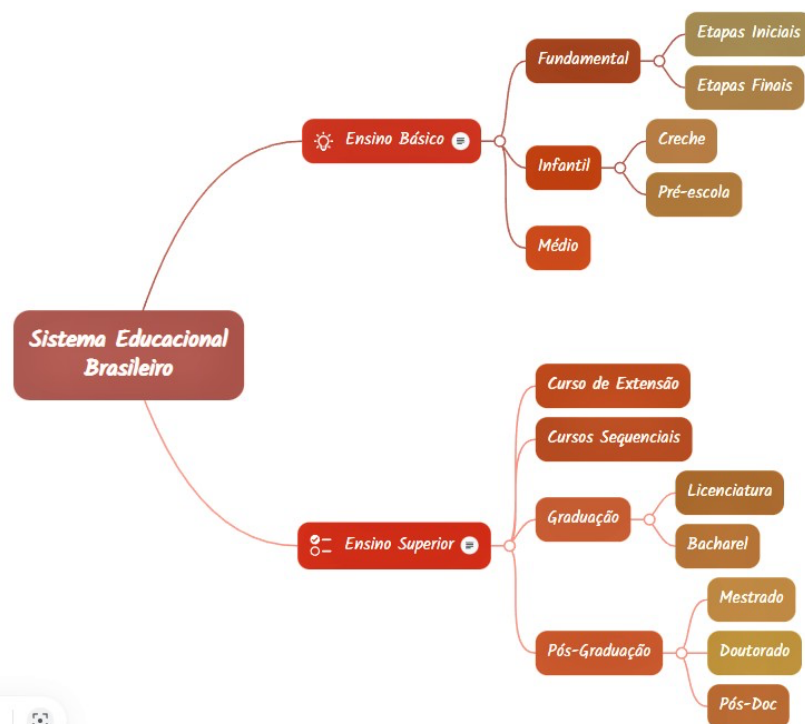 Sistema Educacional
Brasileiro
Ensino Básico
Fundamental
Etapas Iniciais
Etapas Finais
Infantil
Creche
Pré-escola
Médio
Ensino Superior
Curso de Extensão
Cursos Sequenciais
Graduação
Licenciatura
Bacharel
Pós-Graduação
Mestrado
Doutorado
Pós-Doc